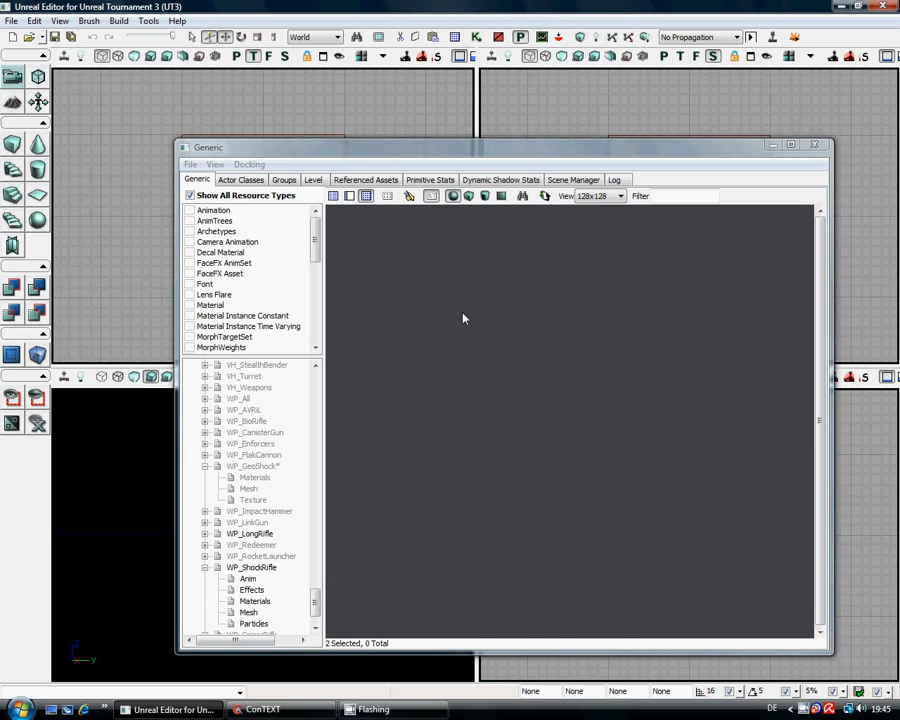 Unreal Editor for Unreal Tournament 3 (UT3)
File Edit View Brush Build Tools Help
World
No Propagation
P T F S
P T F S
Generic
File View Docking
Generic Actor Classes Groups Level Referenced Assets Primitive Stats Dynamic Shadow Stats Scene Manager Log
Show All Resource Types
View 128x128 Filter
Animation
AnimTrees
Archetypes
Camera Animation
Decal Material
FaceFX AnimSet
FaceFX Asset
Font
Lens Flare
Material
Material Instance Constant
Material Instance Time Varying
MorphTargetSet
MorphWeights
VH_StealthBender
VH_Turret
VH_Weapons
WP_All
WP_AVRiL
WP_BioRifle
WP_CanisterGun
WP_Enforcers
WP_FlakCannon
WP_GeoShock*
Materials
Mesh
Texture
WP_ImpactHammer
WP_LinkGun
WP_LongRifle
WP_Redeemer
WP_RocketLauncher
WP_ShockRifle
Anim
Effects
Materials
Mesh
Particles
2 Selected, 0 Total
Z
X Y
None None None None 16 5 5%
Unreal Editor for Un... ConTEXT Flashing DE 19:45